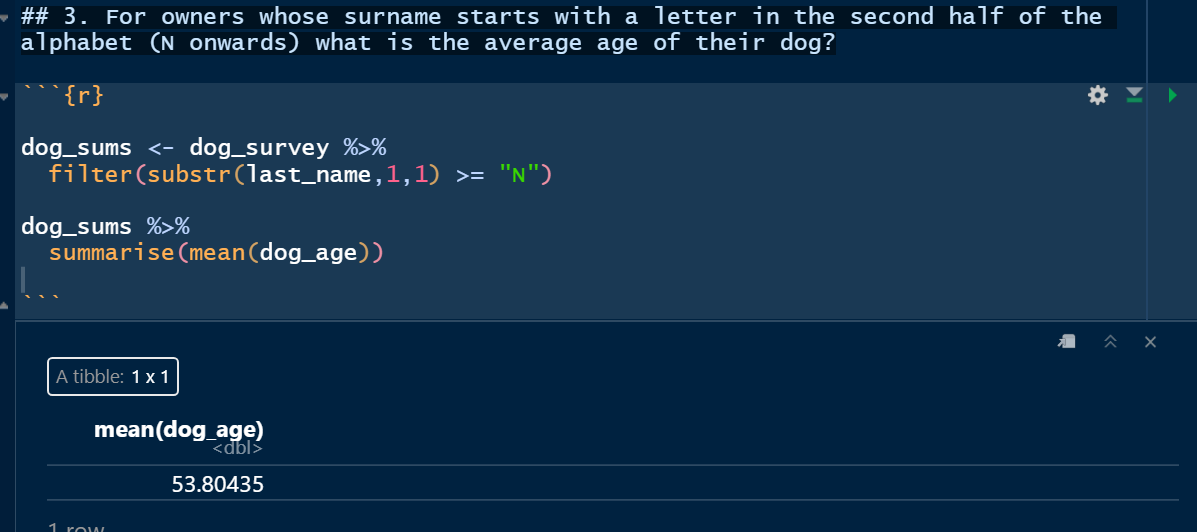 ## 3. For owners whose surname starts with a letter in the second half of the
alphabet (N onwards) what is the average age of their dog?
```{r}
dog_sums <- dog_survey %>%
filter(substr(last_name,1,1) >= "N")
dog_sums %>%
summarise(mean(dog_age))
```
A tibble: 1 x 1
mean(dog_age)
<dbl>
53.80435
1 row